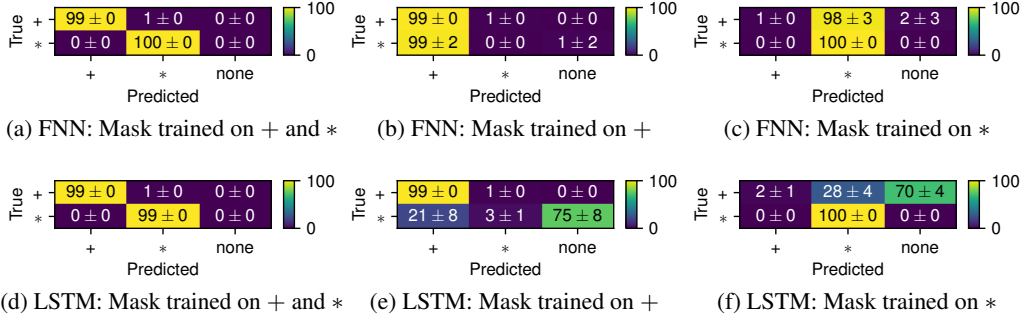 True
+ 99 ± 0 1 ± 0 0 ± 0
∗ 0 ± 0 100 ± 0 0 ± 0
+ ∗ none
Predicted
100
0
(a) FNN: Mask trained on + and ∗
True
+ 99 ± 0 0 ± 0 0 ± 0
∗ 99 ± 2 0 ± 0 1 ± 2
+ ∗ none
Predicted
100
0
(b) FNN: Mask trained on +
True
+ 1 ± 0 98 ± 3 2 ± 3
∗ 0 ± 0 100 ± 0 0 ± 0
+ ∗ none
Predicted
100
0
(c) FNN: Mask trained on ∗
True
+ 99 ± 0 1 ± 0 0 ± 0
∗ 0 ± 0 99 ± 0 0 ± 0
+ ∗ none
Predicted
100
0
(d) LSTM: Mask trained on + and ∗
True
+ 99 ± 0 1 ± 0 0 ± 0
∗ 21 ± 8 3 ± 1 75 ± 8
+ ∗ none
Predicted
100
0
(e) LSTM: Mask trained on +
True
+ 2 ± 1 28 ± 4 70 ± 4
∗ 0 ± 0 100 ± 0 0 ± 0
+ ∗ none
Predicted
100
0
(f) LSTM: Mask trained on ∗